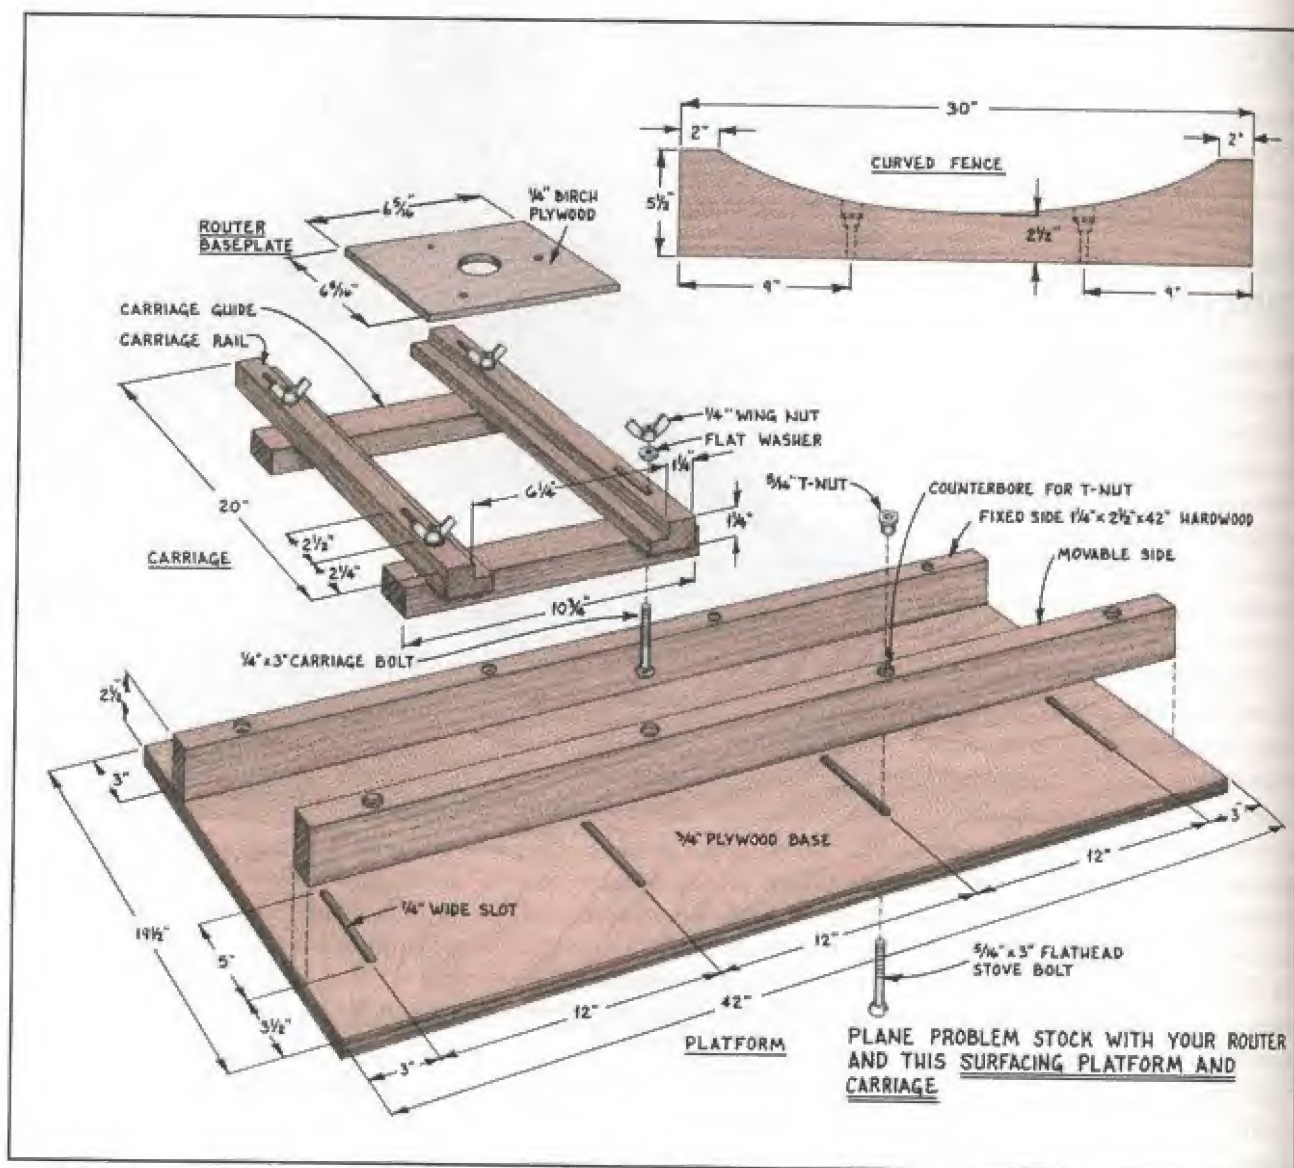 30"
2"
2"
CURVED FENCE
5½"
2½"
9"
9"
6⁵⁄₁₆"
¼" BIRCH
PLYWOOD
ROUTER
BASEPLATE
CARRIAGE GUIDE
CARRIAGE RAIL
¼" WING NUT
FLAT WASHER
1¼"
6¼"
⁵⁄₁₆" T-NUT
COUNTERBORE FOR T-NUT
FIXED SIDE 1¼" x 2½" x 42" HARDWOOD
MOVABLE SIDE
20"
2½"
1¼"
CARRIAGE
2¼"
10¾"
¼" x 3" CARRIAGE BOLT
2½"
3"
¾" PLYWOOD BASE
3"
12"
¼" WIDE SLOT
19½"
5"
12"
⁵⁄₁₆" x 3" FLATHEAD
STOVE BOLT
3½"
12"
42"
3"
PLATFORM
PLANE PROBLEM STOCK WITH YOUR ROUTER
AND THIS SURFACING PLATFORM AND
CARRIAGE